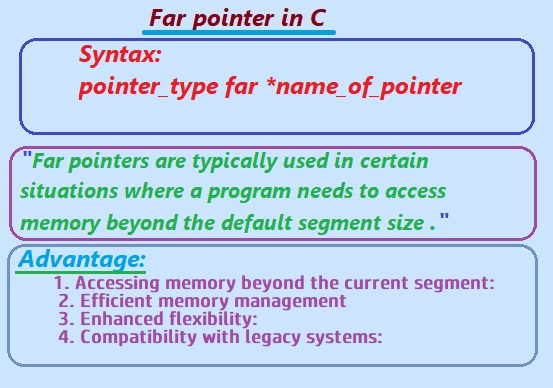 Far pointer in C
Syntax:
pointer_type far *name_of_pointer
"Far pointers are typically used in certain
situations where a program needs to access
memory beyond the default segment size ."
Advantage:
1. Accessing memory beyond the current segment:
2. Efficient memory management
3. Enhanced flexibility:
4. Compatibility with legacy systems: